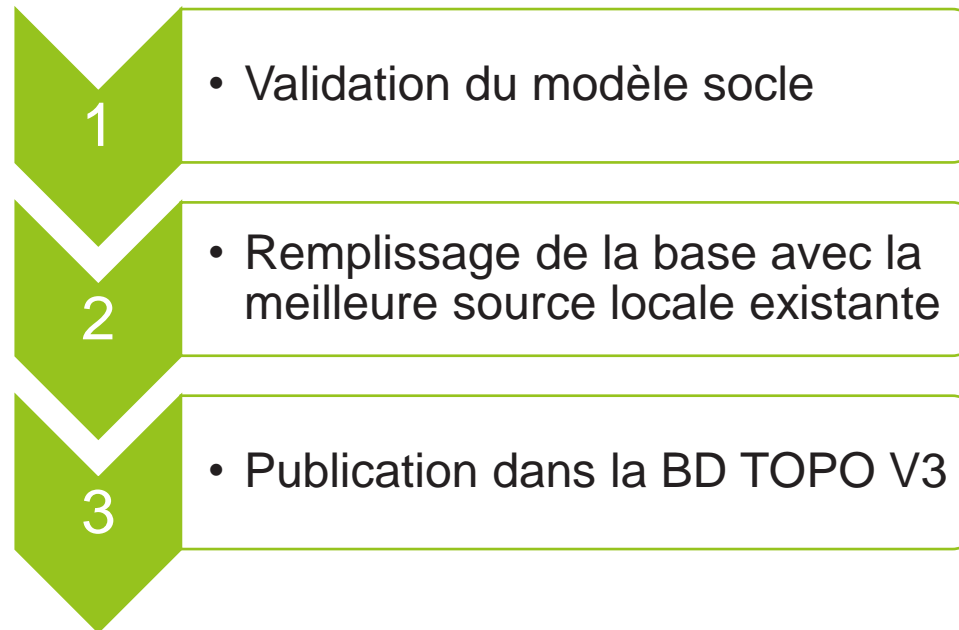 1
• Validation du modèle socle
2
• Remplissage de la base avec la
meilleure source locale existante
3
• Publication dans la BD TOPO V3